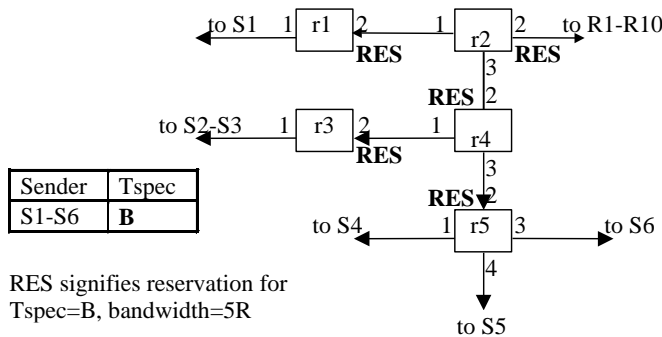 to S1 1 r1 2 1 r2 2 to R1-R10
RES 3 RES
RES 2
to S2-S3 1 r3 2 1 r4
RES 3
Sender Tspec
S1-S6 B
RES 2
to S4 1 r5 3 to S6
4
RES signifies reservation for
Tspec=B, bandwidth=5R
to S5